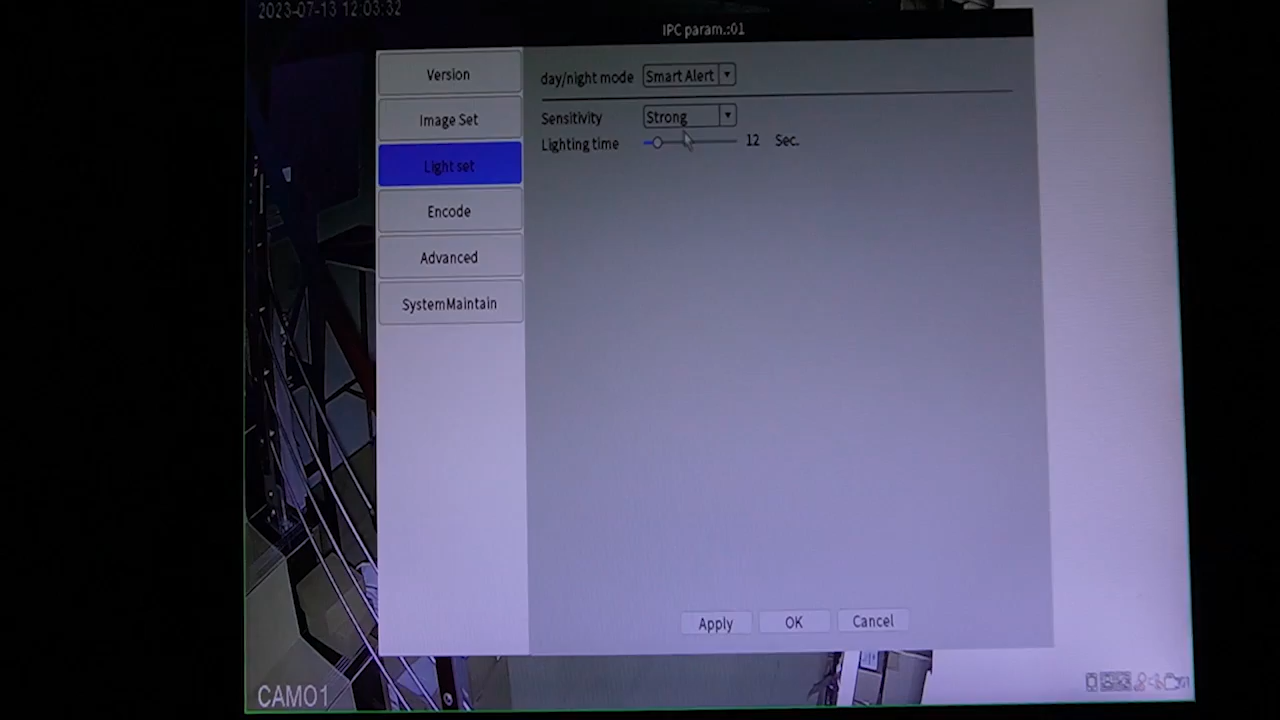 2023-07-13 12:03:32
IPC param.:01
Version
Image Set
Light set
Encode
Advanced
SystemMaintain
day/night mode Smart Alert
Sensitivity Strong
Lighting time 12 Sec.
Apply OK Cancel
CAM01